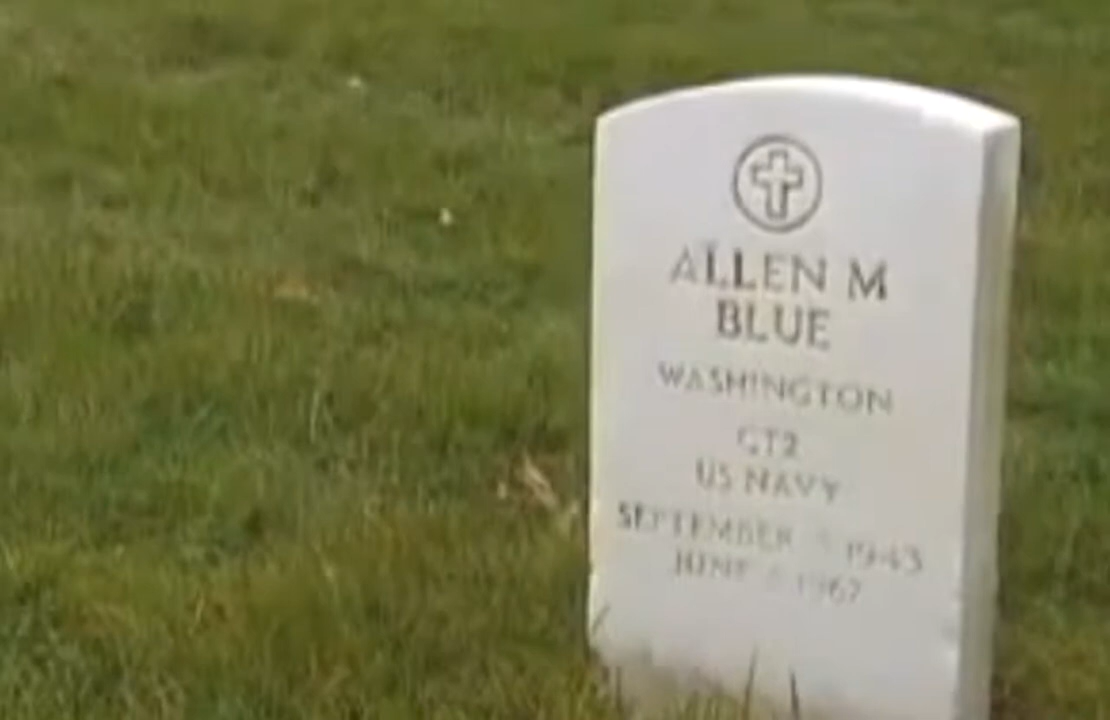 ALLEN M
BLUE
WASHINGTON
CT2
US NAVY
SEPTEMBER 1943
JUNE 1967